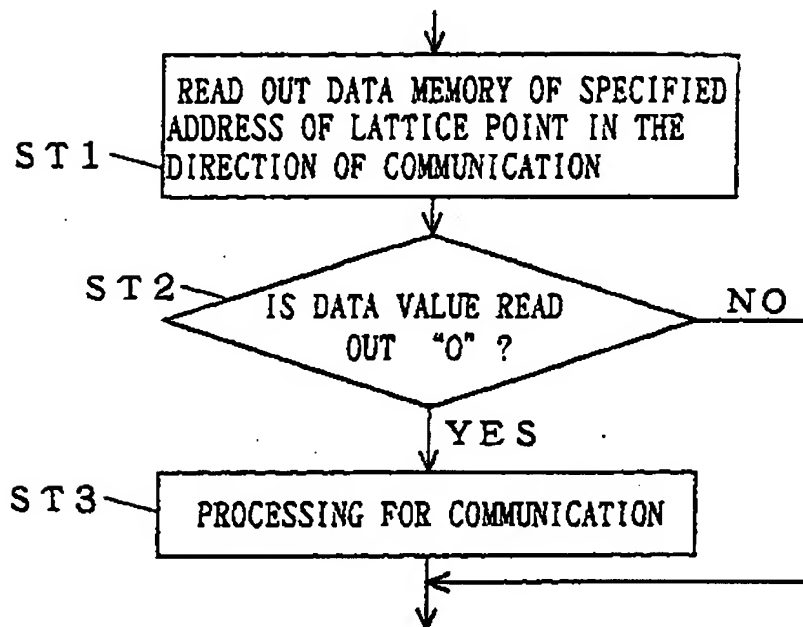 READ OUT DATA MEMORY OF SPECIFIED
ADDRESS OF LATTICE POINT IN THE
DIRECTION OF COMMUNICATION
ST1
ST2
IS DATA VALUE READ
OUT "0" ?
NO
YES
ST3
PROCESSING FOR COMMUNICATION